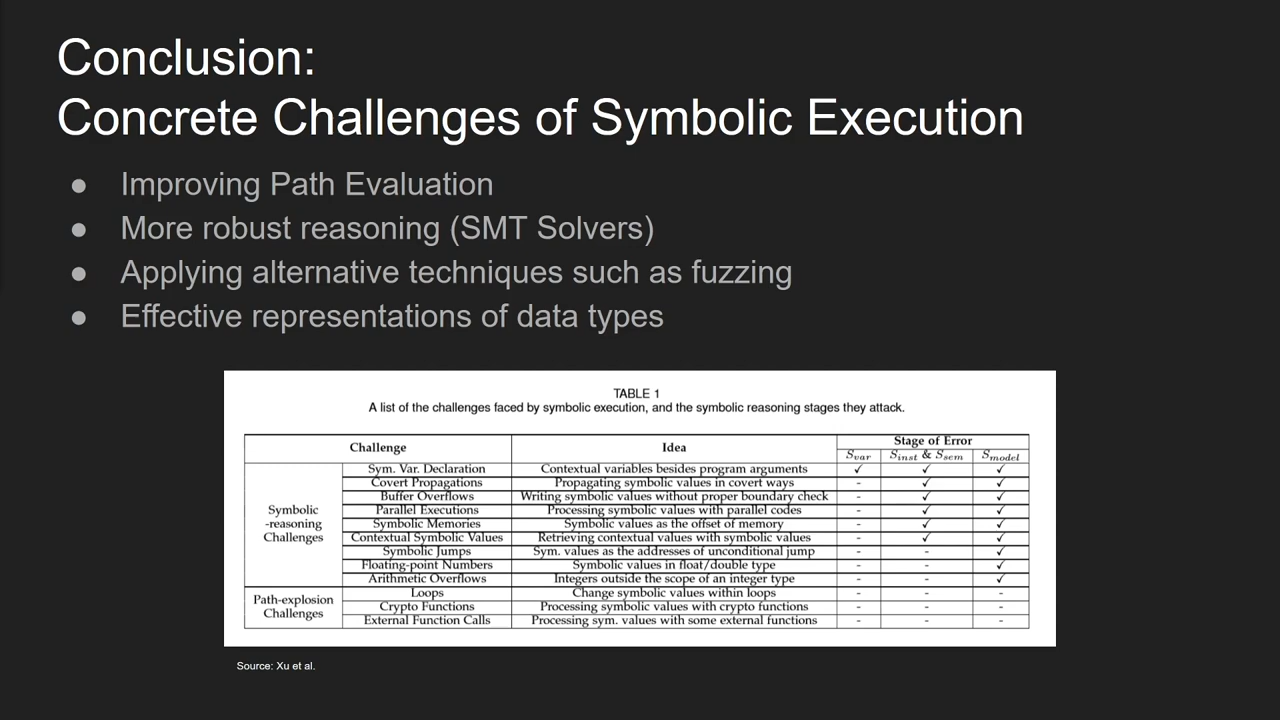 Conclusion:
Concrete Challenges of Symbolic Execution
● Improving Path Evaluation
● More robust reasoning (SMT Solvers)
● Applying alternative techniques such as fuzzing
● Effective representations of data types
TABLE 1
A list of the challenges faced by symbolic execution, and the symbolic reasoning stages they attack.
Challenge Idea Stage of Error
S_var S_inst & S_sem S_model
Symbolic
-reasoning
Challenges
Sym. Var. Declaration Contextual variables besides program arguments ✓ ✓ ✓
Covert Propagations Propagating symbolic values in covert ways - ✓ ✓
Buffer Overflows Writing symbolic values without proper boundary check - ✓ ✓
Parallel Executions Processing symbolic values with parallel codes - ✓ ✓
Symbolic Memories Symbolic values as the offset of memory - ✓ ✓
Contextual Symbolic Values Retrieving contextual values with symbolic values - ✓ ✓
Symbolic Jumps Sym. values as the addresses of unconditional jump - - ✓
Floating-point Numbers Symbolic values in float/double type - - ✓
Arithmetic Overflows Integers outside the scope of an integer type - - ✓
Path-explosion
Challenges
Loops Change symbolic values within loops - - -
Crypto Functions Processing symbolic values with crypto functions - - -
External Function Calls Processing sym. values with some external functions - - -
Source: Xu et al.